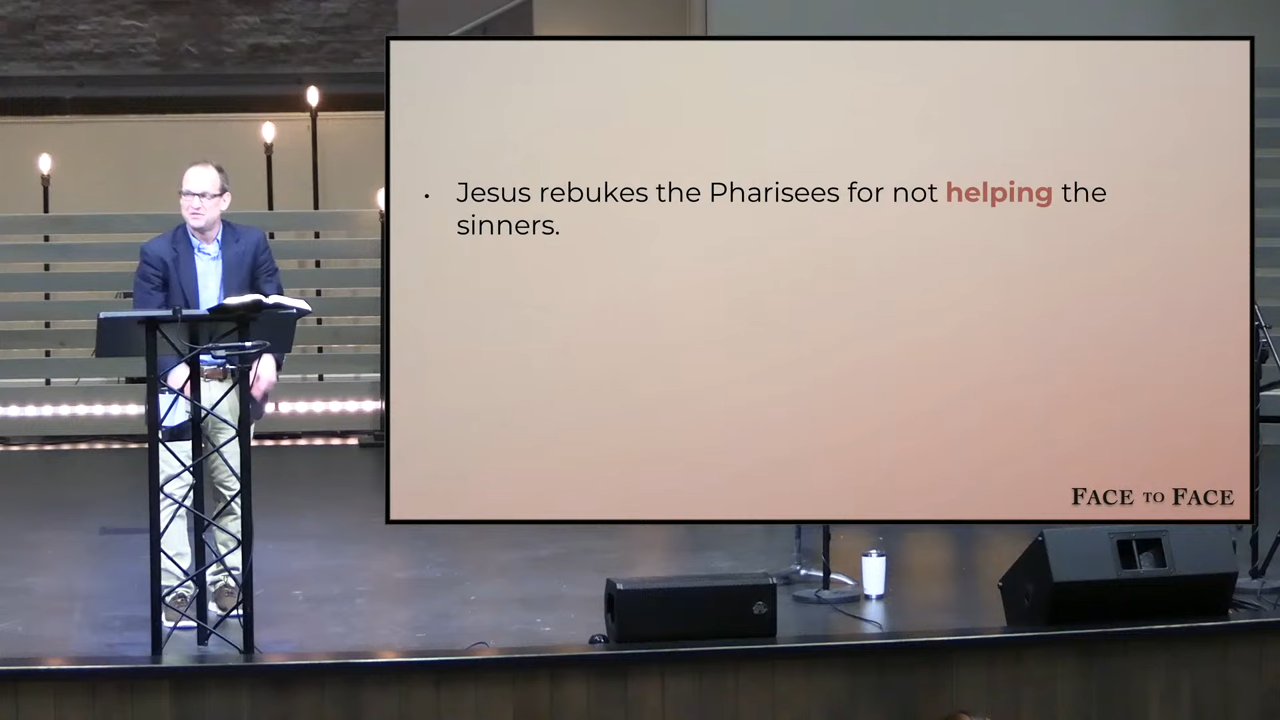 • Jesus rebukes the Pharisees for not helping the
sinners.
FACE TO FACE